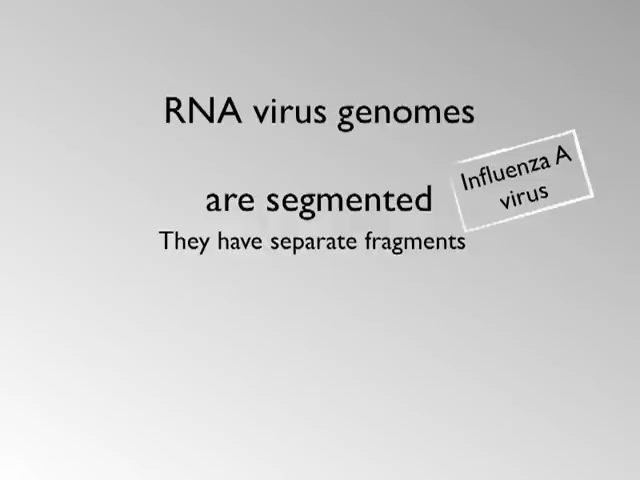 RNA virus genomes
are segmented
Influenza A
virus
They have separate fragments